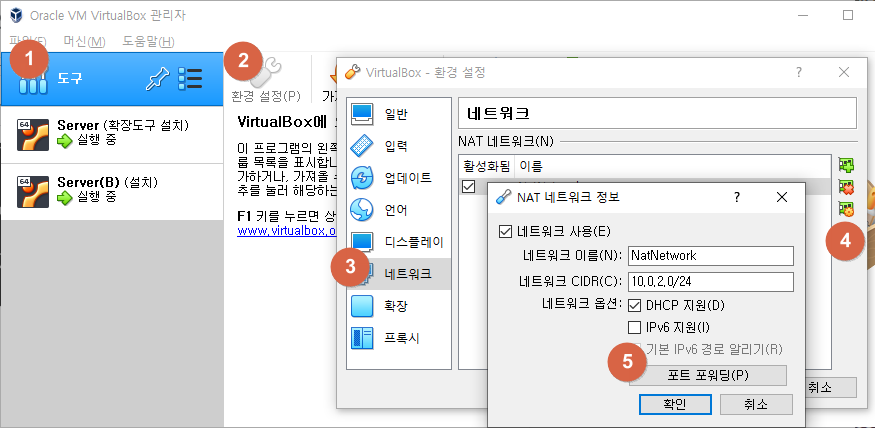 Oracle VM VirtualBox 관리자
파일(F) 머신(M) 도움말(H)
1
도구
2
환경 설정(P)
Server (확장도구 설치)
실행 중
Server(B) (설치)
실행 중
VirtualBox에
이 프로그램의 왼쪽
룹 목록을 표시합니
가하거나, 가져올
추를 눌러 해당하는
F1 키를 누르면 상
www.virtualbox.o
VirtualBox - 환경 설정
일반
입력
업데이트
언어
디스플레이
3
네트워크
확장
프록시
네트워크
NAT 네트워크(N)
활성화됨 이름
4
취소
NAT 네트워크 정보
네트워크 사용(E)
네트워크 이름(N): NatNetwork
네트워크 CIDR(C): 10.0.2.0/24
네트워크 옵션: DHCP 지원(D)
IPv6 지원(I)
기본 IPv6 경로 알리기(R)
5
포트 포워딩(P)
확인
취소